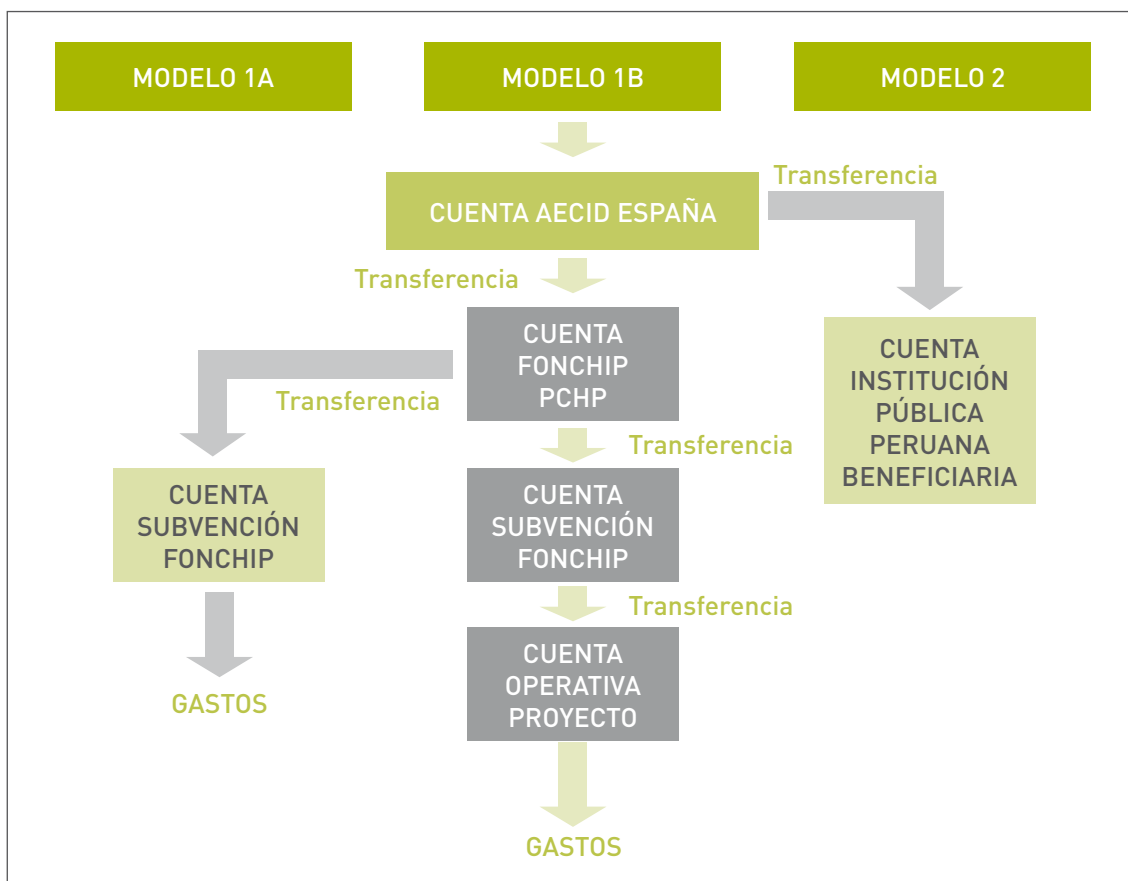 MODELO 1A
MODELO 1B
MODELO 2
Transferencia
CUENTA AECID ESPAÑA
Transferencia
CUENTA
FONCHIP
PCHP
CUENTA
INSTITUCIÓN
PÚBLICA
PERUANA
BENEFICIARIA
Transferencia
Transferencia
CUENTA
SUBVENCIÓN
FONCHIP
CUENTA
SUBVENCIÓN
FONCHIP
Transferencia
CUENTA
OPERATIVA
PROYECTO
GASTOS
GASTOS